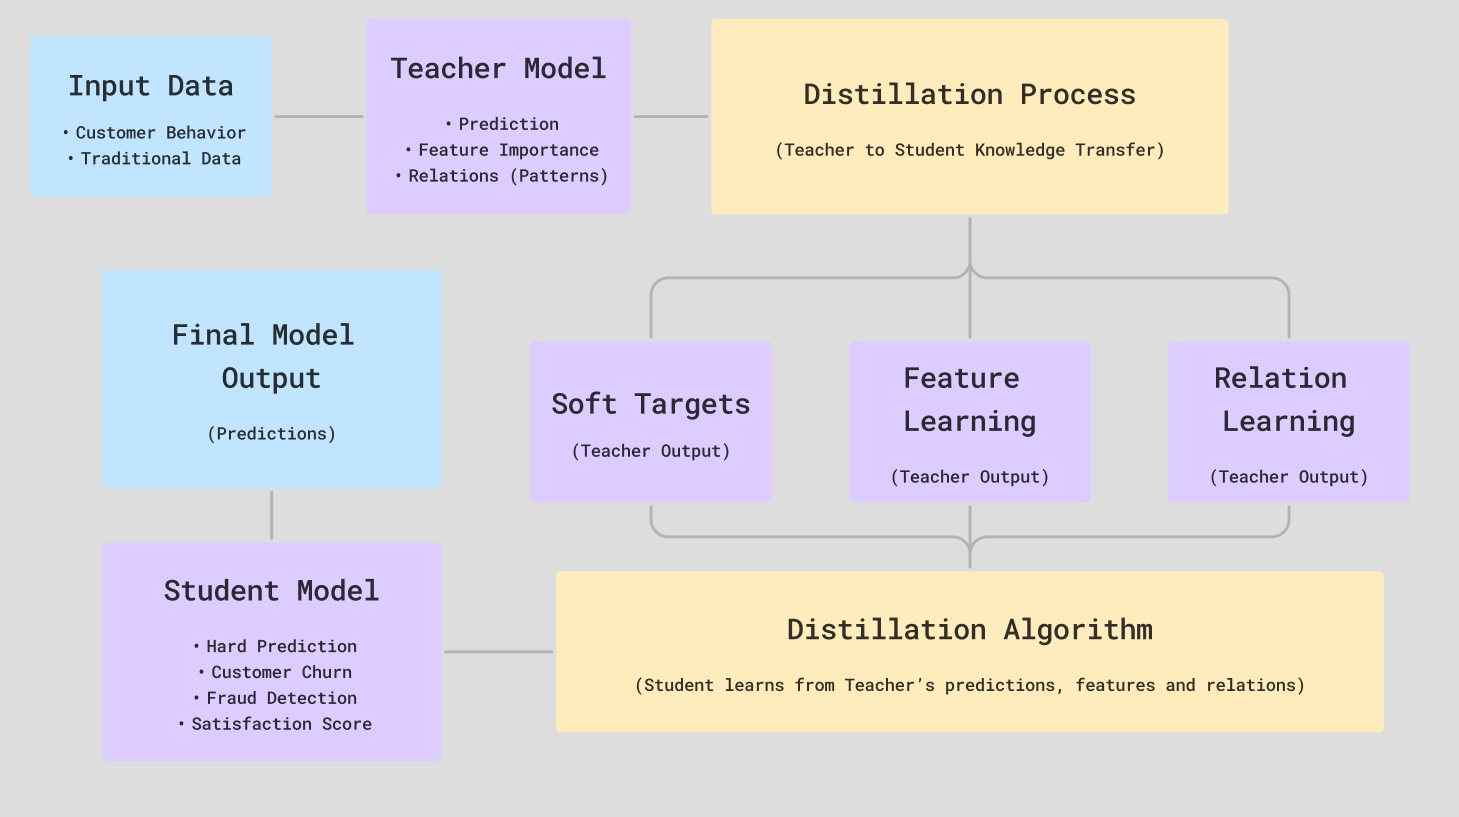 Input Data
• Customer Behavior
• Traditional Data
Teacher Model
• Prediction
• Feature Importance
• Relations (Patterns)
Distillation Process
(Teacher to Student Knowledge Transfer)
Soft Targets
(Teacher Output)
Feature
Learning
(Teacher Output)
Relation
Learning
(Teacher Output)
Distillation Algorithm
(Student learns from Teacher’s predictions, features and relations)
Student Model
• Hard Prediction
• Customer Churn
• Fraud Detection
• Satisfaction Score
Final Model
Output
(Predictions)